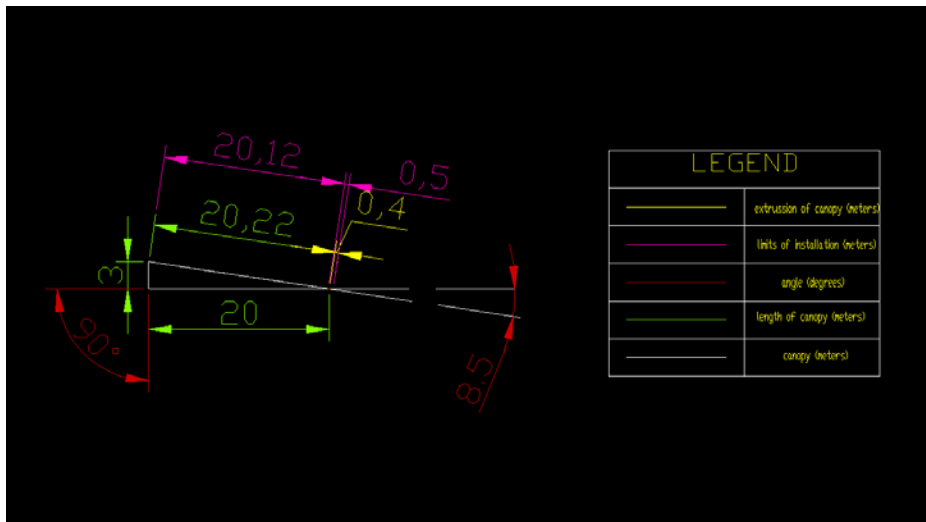 20,12
0,5
20,22
0,4
3
20
90°
8.5
LEGEND
extrussion of canopy (meters)
limits of installation (meters)
angle (degrees)
length of canopy (meters)
canopy (meters)